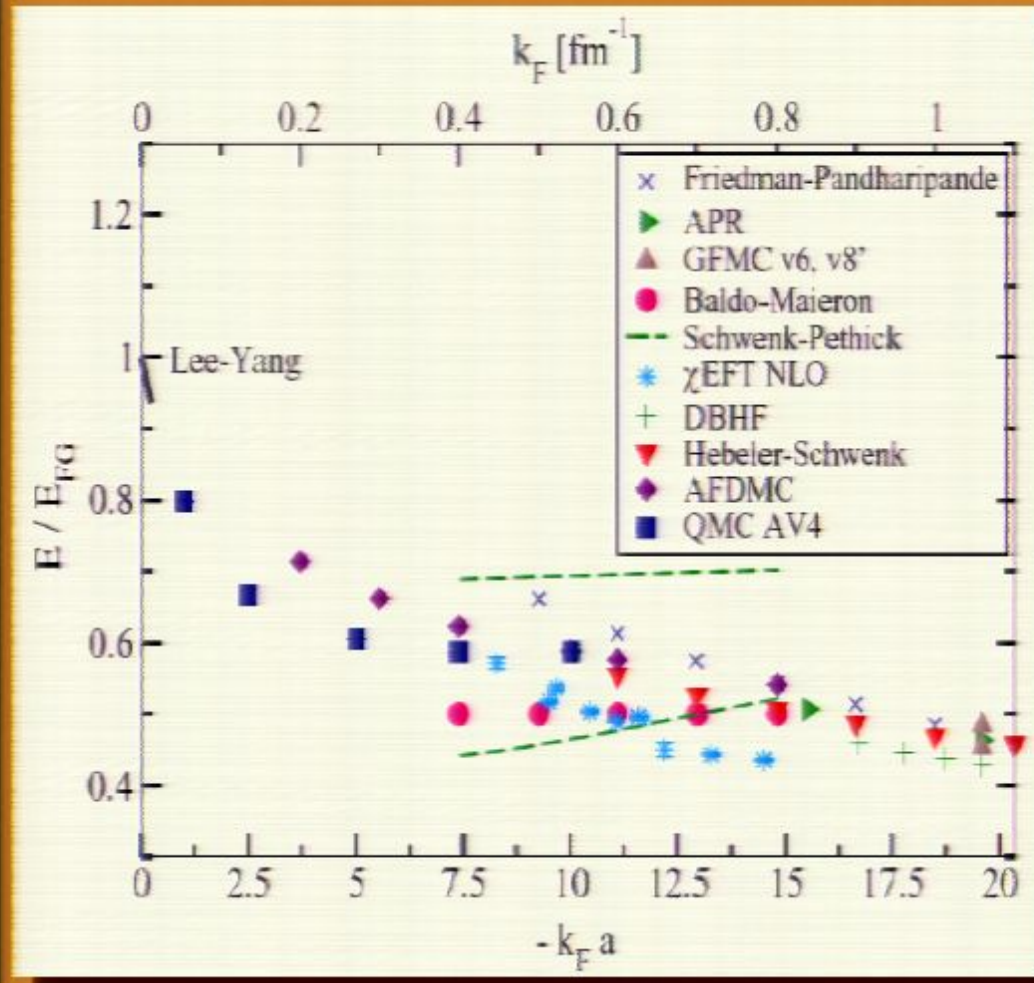 k_F [fm^-1]
0 0.2 0.4 0.6 0.8 1
Friedman-Pandharipande
APR
GFMC v6, v8'
Baldo-Maieron
Schwenk-Pethick
χEFT NLO
DBHF
Hebeler-Schwenk
AFDMC
QMC AV4
1.2
1
Lee-Yang
0.8
0.6
0.4
E / E_FG
0 2.5 5 7.5 10 12.5 15 17.5 20
- k_F a